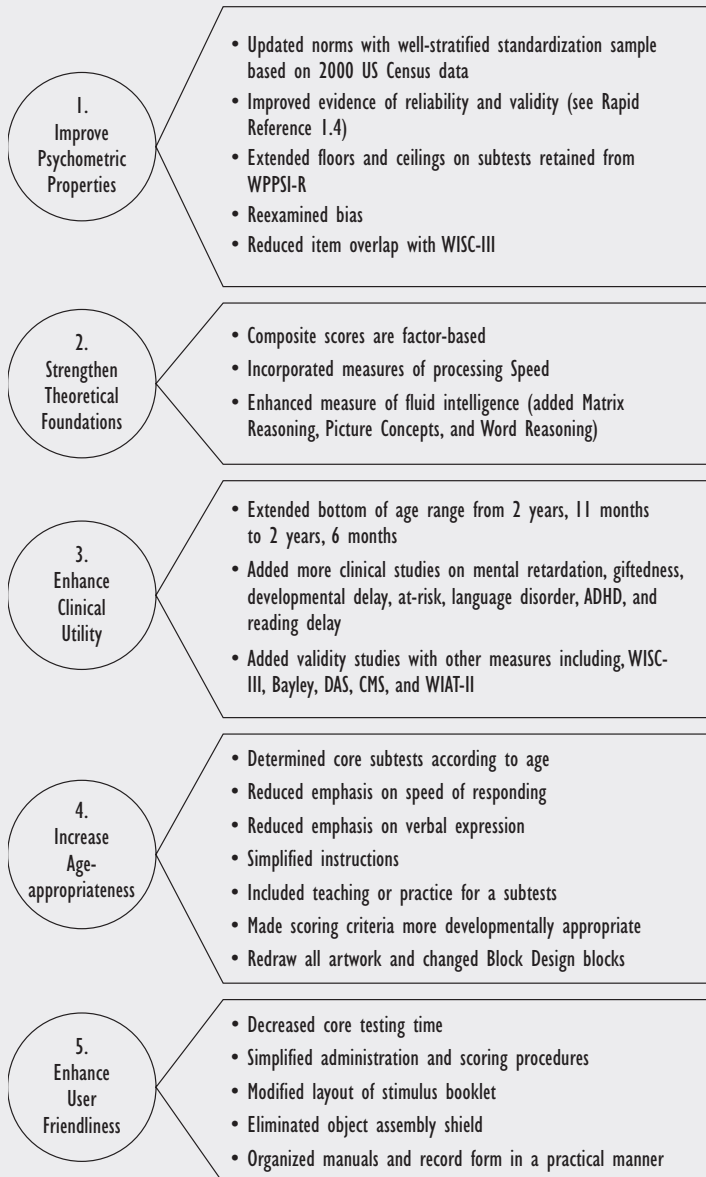 1.
Improve
Psychometric
Properties
• Updated norms with well-stratified standardization sample
based on 2000 US Census data
• Improved evidence of reliability and validity (see Rapid
Reference 1.4)
• Extended floors and ceilings on subtests retained from
WPPSI-R
• Reexamined bias
• Reduced item overlap with WISC-III
2.
Strengthen
Theoretical
Foundations
• Composite scores are factor-based
• Incorporated measures of processing Speed
• Enhanced measure of fluid intelligence (added Matrix
Reasoning, Picture Concepts, and Word Reasoning)
3.
Enhance
Clinical
Utility
• Extended bottom of age range from 2 years, 11 months
to 2 years, 6 months
• Added more clinical studies on mental retardation, giftedness,
developmental delay, at-risk, language disorder, ADHD, and
reading delay
• Added validity studies with other measures including, WISC-
III, Bayley, DAS, CMS, and WIAT-II
4.
Increase
Age-
appropriateness
• Determined core subtests according to age
• Reduced emphasis on speed of responding
• Reduced emphasis on verbal expression
• Simplified instructions
• Included teaching or practice for a subtests
• Made scoring criteria more developmentally appropriate
• Redraw all artwork and changed Block Design blocks
5.
Enhance
User
Friendliness
• Decreased core testing time
• Simplified administration and scoring procedures
• Modified layout of stimulus booklet
• Eliminated object assembly shield
• Organized manuals and record form in a practical manner